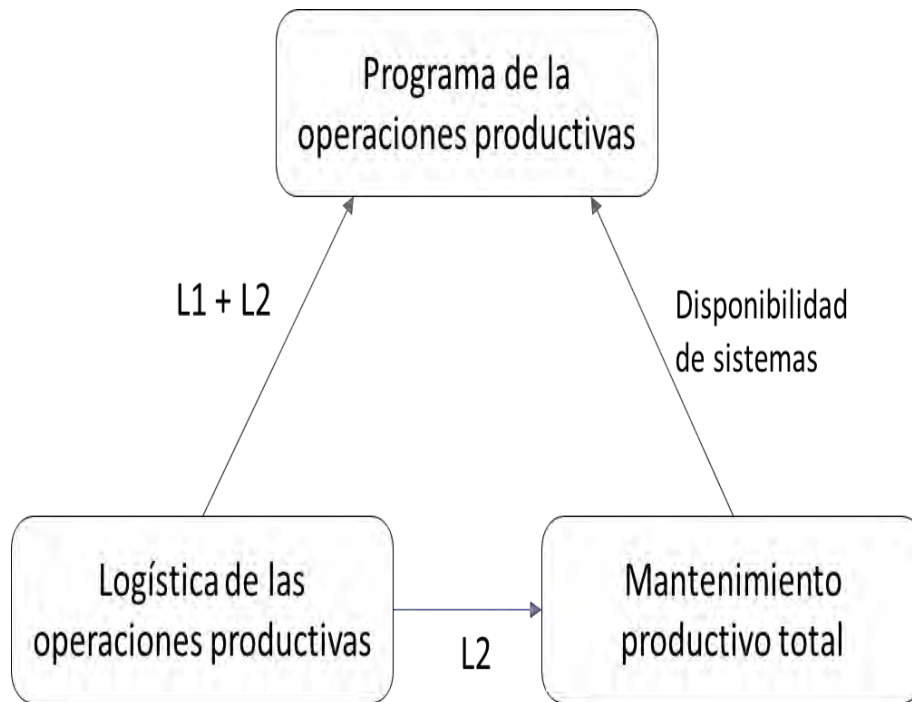 Programa de la
operaciones productivas
L1 + L2
Disponibilidad
de sistemas
Logística de las
operaciones productivas
L2
Mantenimiento
productivo total